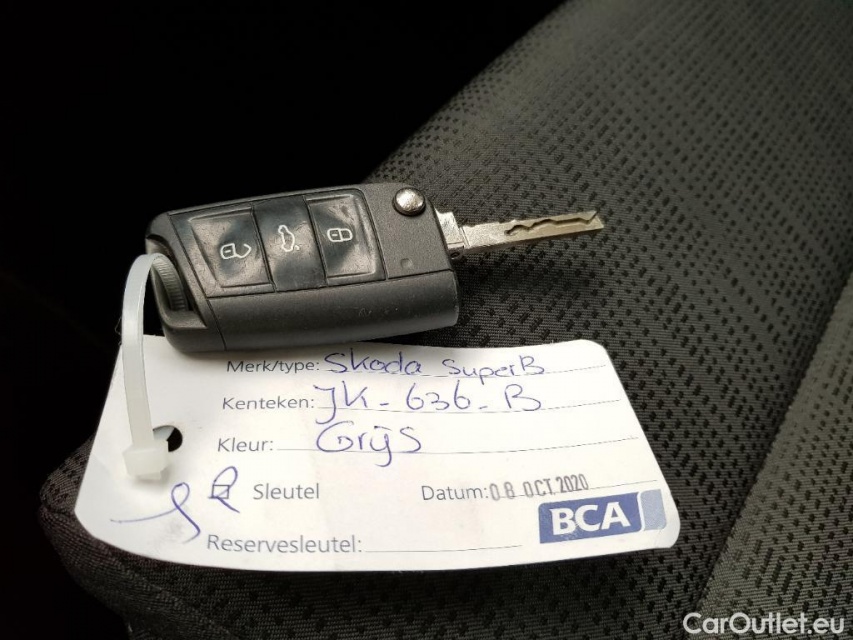 Merk/type: Skoda SuperB
Kenteken: JK-636-B
Kleur: Grijs
Sleutel
Datum: 08 OCT. 2020
BCA
Reservesleutel:
CarOutlet.eu